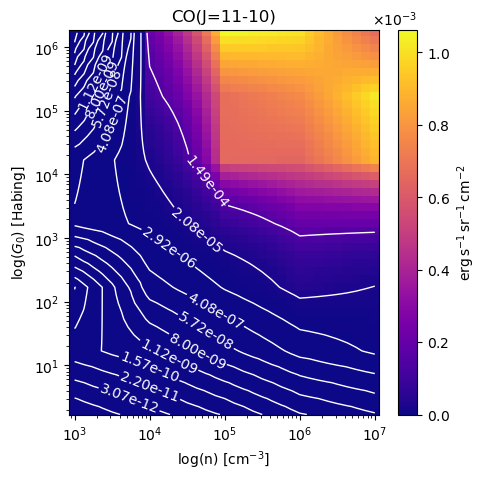 CO(J=11-10)
×10⁻³
log(G₀) [Habing]
10⁶
10⁵
10⁴
10³
10²
10¹
1.12e-09
8.00e-09
5.72e-08
4.08e-07
1.49e-04
2.08e-05
2.92e-06
4.08e-07
5.72e-08
8.00e-09
1.12e-09
1.57e-10
2.20e-11
3.07e-12
10³ 10⁴ 10⁵ 10⁶ 10⁷
log(n) [cm⁻³]
1.0
0.8
0.6
0.4
0.2
0.0
erg s⁻¹ sr⁻¹ cm⁻²